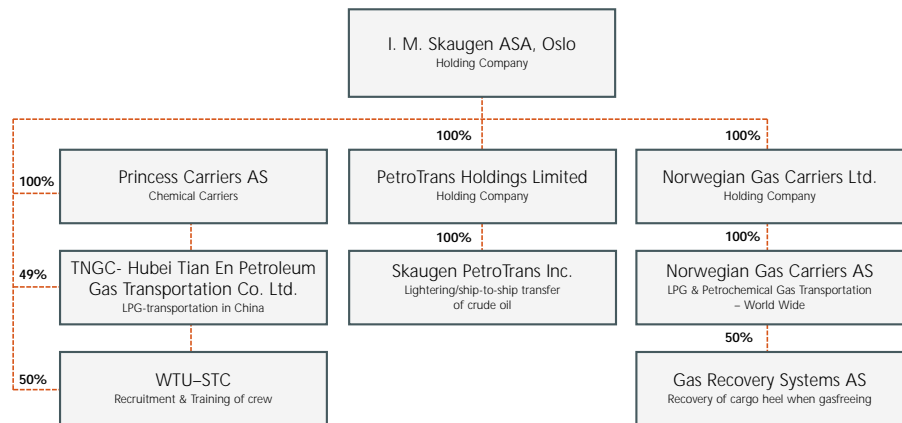 I. M. Skaugen ASA, Oslo
Holding Company
100%
100%
100%
Princess Carriers AS
Chemical Carriers
PetroTrans Holdings Limited
Holding Company
Norwegian Gas Carriers Ltd.
Holding Company
100%
100%
49%
TNGC- Hubei Tian En Petroleum
Gas Transportation Co. Ltd.
LPG-transportation in China
Skaugen PetroTrans Inc.
Lightering/ship-to-ship transfer
of crude oil
Norwegian Gas Carriers AS
LPG & Petrochemical Gas Transportation
– World Wide
50%
50%
WTU–STC
Recruitment & Training of crew
Gas Recovery Systems AS
Recovery of cargo heel when gasfreeing